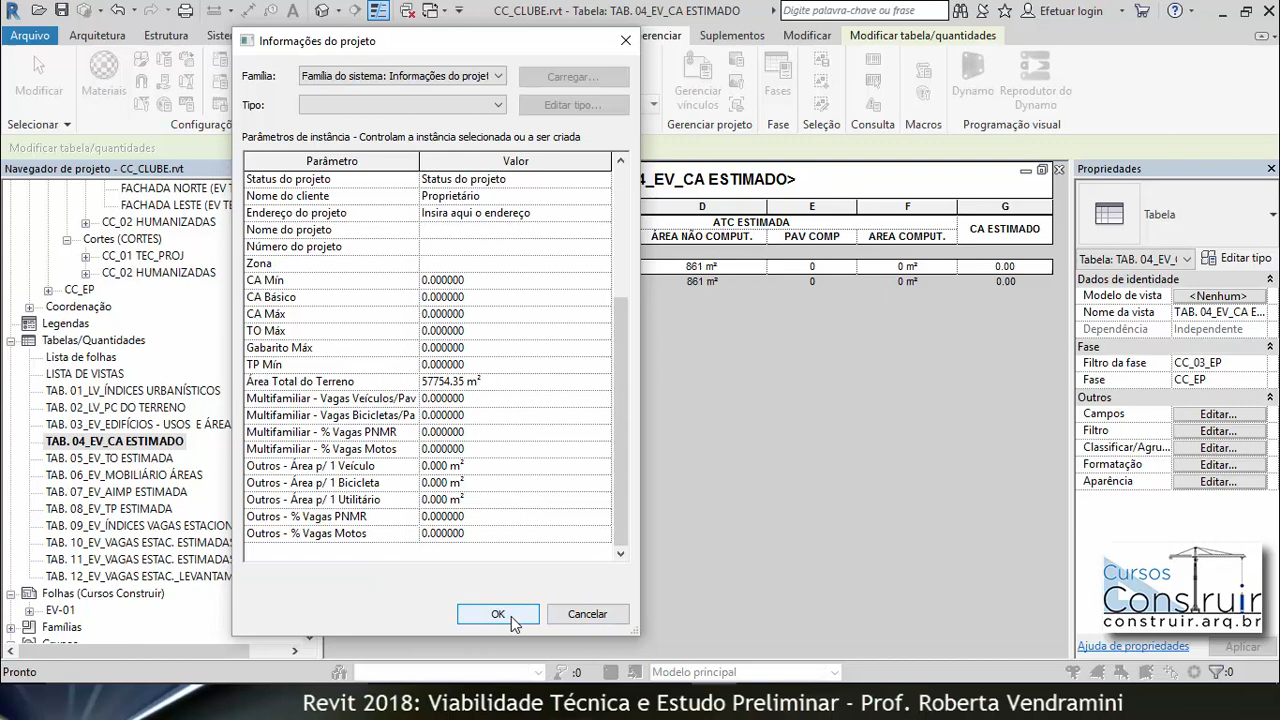 CC_CLUBE.rvt - Tabela: TAB. 04_EV_CA ESTIMADO
Digite palavra-chave ou frase
Efetuar login
Arquivo
Arquitetura
Estrutura
Suplementos
Modificar
Modificar tabela/quantidades
Modificar
Materiais
Gerenciar
vínculos
Fases
Dynamo
Reprodutor do
Dynamo
Selecionar
Gerenciar projeto
Fase
Seleção
Consulta
Macros
Programação visual
Modificar tabela/quantidades
Navegador de projeto - CC_CLUBE.rvt
FACHADA NORTE (EV T
FACHADA LESTE (EV TE
CC_02 HUMANIZADAS
Cortes (CORTES)
CC_01 TEC_PROJ
CC_02 HUMANIZADAS
CC_EP
Coordenação
Legendas
Tabelas/Quantidades
Lista de folhas
LISTA DE VISTAS
TAB. 01_LV_ÍNDICES URBANÍSTICOS
TAB. 02_LV_PC DO TERRENO
TAB. 03_EV_EDIFÍCIOS - USOS E ÁREA
TAB. 04_EV_CA ESTIMADO
TAB. 05_EV_TO ESTIMADA
TAB. 06_EV_MOBILIÁRIO ÁREAS
TAB. 07_EV_AIMP ESTIMADA
TAB. 08_EV_TP ESTIMADA
TAB. 09_EV_ÍNDICES VAGAS ESTACION
TAB. 10_EV_VAGAS ESTAC. ESTIMADAS
TAB. 11_EV_VAGAS ESTAC. ESTIMADAS
TAB. 12_EV_VAGAS ESTAC._LEVANTAM
Folhas (Cursos Construir)
EV-01
Famílias
Informações do projeto
Família:
Família do sistema: Informações do projet
Carregar...
Tipo:
Editar tipo...
Parâmetros de instância - Controlam a instância selecionada ou a ser criada
Parâmetro Valor
Status do projeto Status do projeto
Nome do cliente Proprietário
Endereço do projeto Insira aqui o endereço
Nome do projeto
Número do projeto
Zona
CA Mín 0.000000
CA Básico 0.000000
CA Máx 0.000000
TO Máx 0.000000
Gabarito Máx 0.000000
TP Mín 0.000000
Área Total do Terreno 57754.35 m²
Multifamiliar - Vagas Veículos/Pav 0.000000
Multifamiliar - Vagas Bicicletas/Pa 0.000000
Multifamiliar - % Vagas PNMR 0.000000
Multifamiliar - % Vagas Motos 0.000000
Outros - Área p/ 1 Veículo 0.000 m²
Outros - Área p/ 1 Bicicleta 0.000 m²
Outros - Área p/ 1 Utilitário 0.000 m²
Outros - % Vagas PNMR 0.000000
Outros - % Vagas Motos 0.000000
OK
Cancelar
4_EV_CA ESTIMADO>
D E F G
ATC ESTIMADA
CA ESTIMADO
ÁREA NÃO COMPUT. PAV COMP AREA COMPUT.
861 m² 0 0 m² 0.00
861 m² 0 m² 0.00
Propriedades
Tabela
Tabela: TAB. 04_EV_(
Editar tipo
Dados de identidade
Modelo de vista <Nenhum>
Nome da vista TAB. 04_EV_CA E...
Dependência Independente
Fase
Filtro da fase CC_03_EP
Fase CC_EP
Outros
Campos Editar...
Filtro Editar...
Classificar/Agru... Editar...
Formatação Editar...
Aparência Editar...
Cursos
Construir
construir.arq.br
Ajuda de propriedades
Aplicar
Pronto
:0
Modelo principal
:0
Revit 2018: Viabilidade Técnica e Estudo Preliminar - Prof. Roberta Vendramini